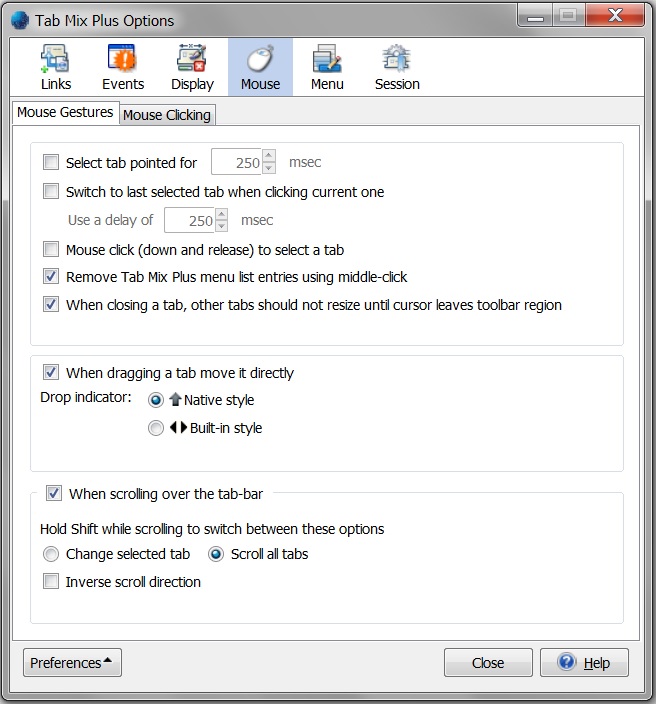 Tab Mix Plus Options
Links Events Display Mouse Menu Session
Mouse Gestures Mouse Clicking
Select tab pointed for 250 msec
Switch to last selected tab when clicking current one
Use a delay of 250 msec
Mouse click (down and release) to select a tab
Remove Tab Mix Plus menu list entries using middle-click
When closing a tab, other tabs should not resize until cursor leaves toolbar region
When dragging a tab move it directly
Drop indicator: Native style
Built-in style
When scrolling over the tab-bar
Hold Shift while scrolling to switch between these options
Change selected tab Scroll all tabs
Inverse scroll direction
Preferences Close Help